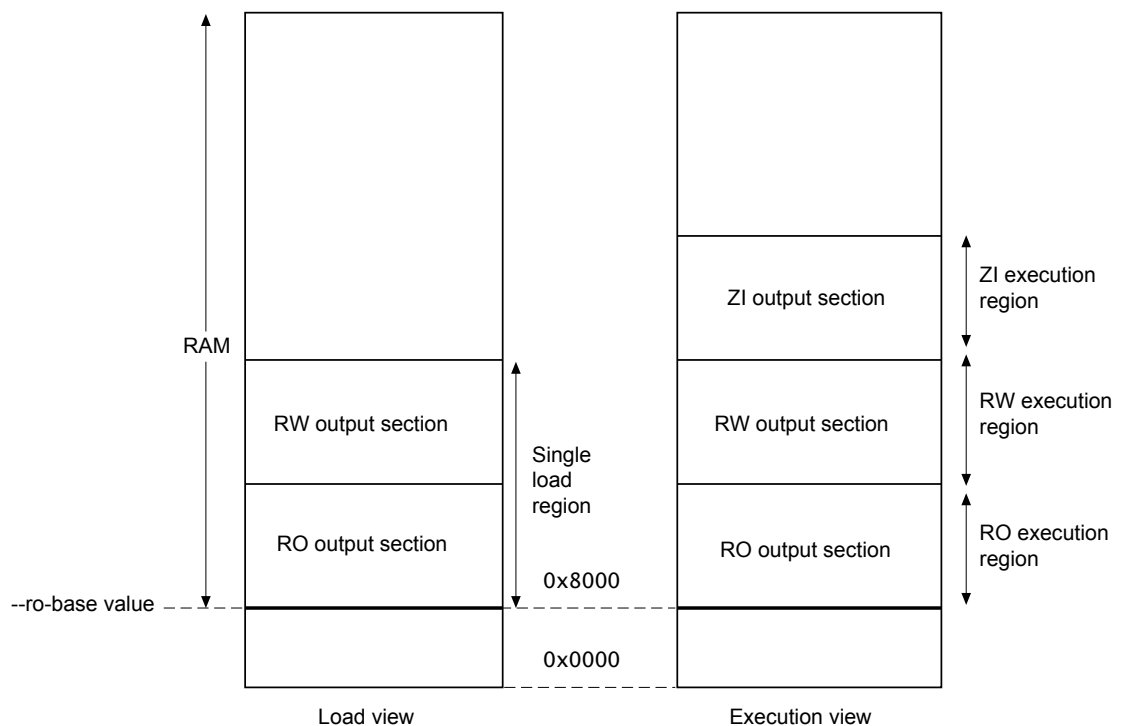 ZI output section
ZI execution
region
RAM
RW output section
Single
load
region
RW output section
RW execution
region
RO output section
RO output section
RO execution
region
0x8000
--ro-base value
0x0000
Load view
Execution view